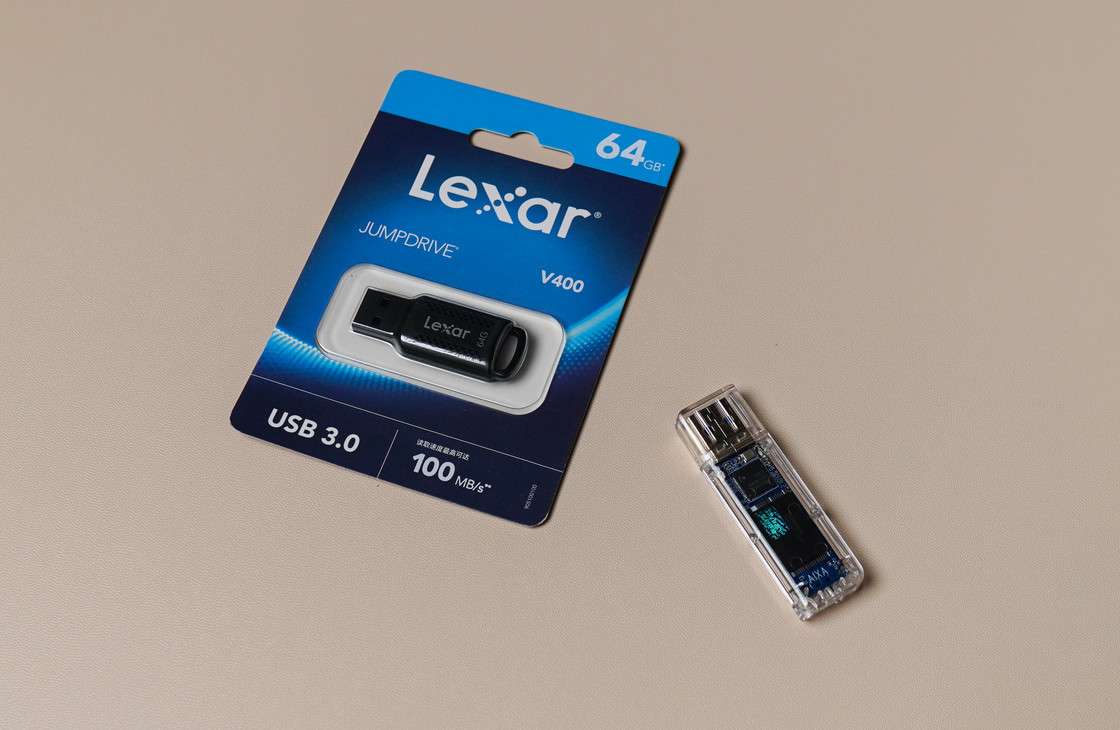 64GB*
Lexar®
JUMPDRIVE®
V400
Lexar 64G
USB 3.0
读取速度最高可达
100 MB/s**
AIXA